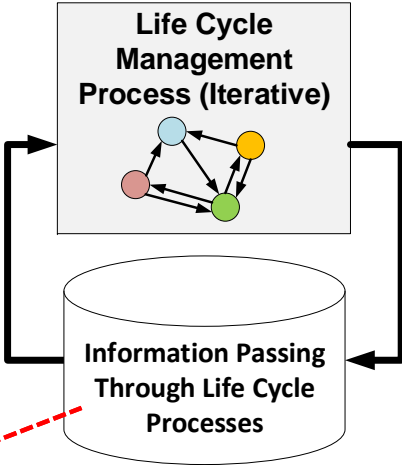 Life Cycle
Management
Process (Iterative)
Information Passing
Through Life Cycle
Processes